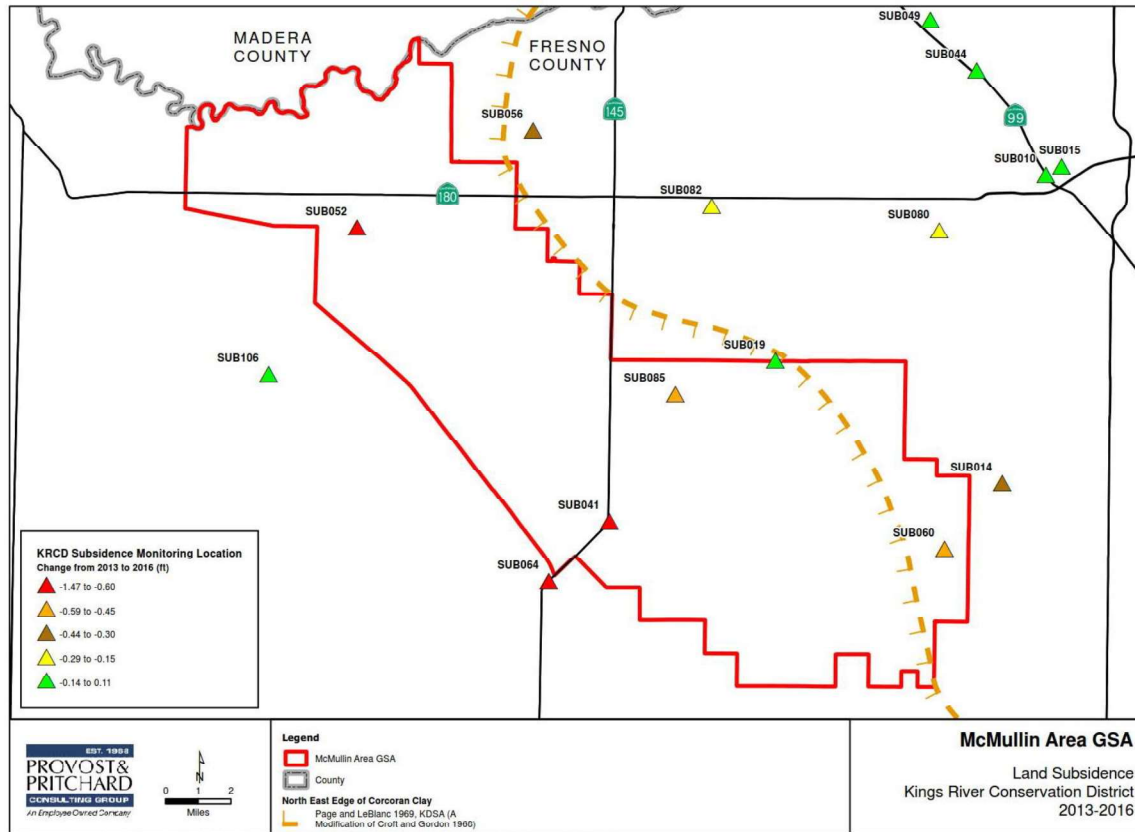 MADERA
COUNTY
FRESNO
COUNTY
SUB049
SUB044
145
99
SUB056
SUB015
SUB010
180
SUB082
SUB052
SUB080
SUB106
SUB019
SUB085
SUB014
SUB041
SUB060
SUB064
KRCD Subsidence Monitoring Location
Change from 2013 to 2016 (ft)
-1.47 to -0.60
-0.59 to -0.45
-0.44 to -0.30
-0.29 to -0.15
-0.14 to 0.11
EST. 1968
PROVOST&
PRITCHARD
CONSULTING GROUP
An Employee Owned Company
N
0 1 2
Miles
Legend
McMullin Area GSA
County
North East Edge of Corcoran Clay
Page and LeBlanc 1969, KDSA (A
Modification of Croft and Gordon 1968)
McMullin Area GSA
Land Subsidence
Kings River Conservation District
2013-2016